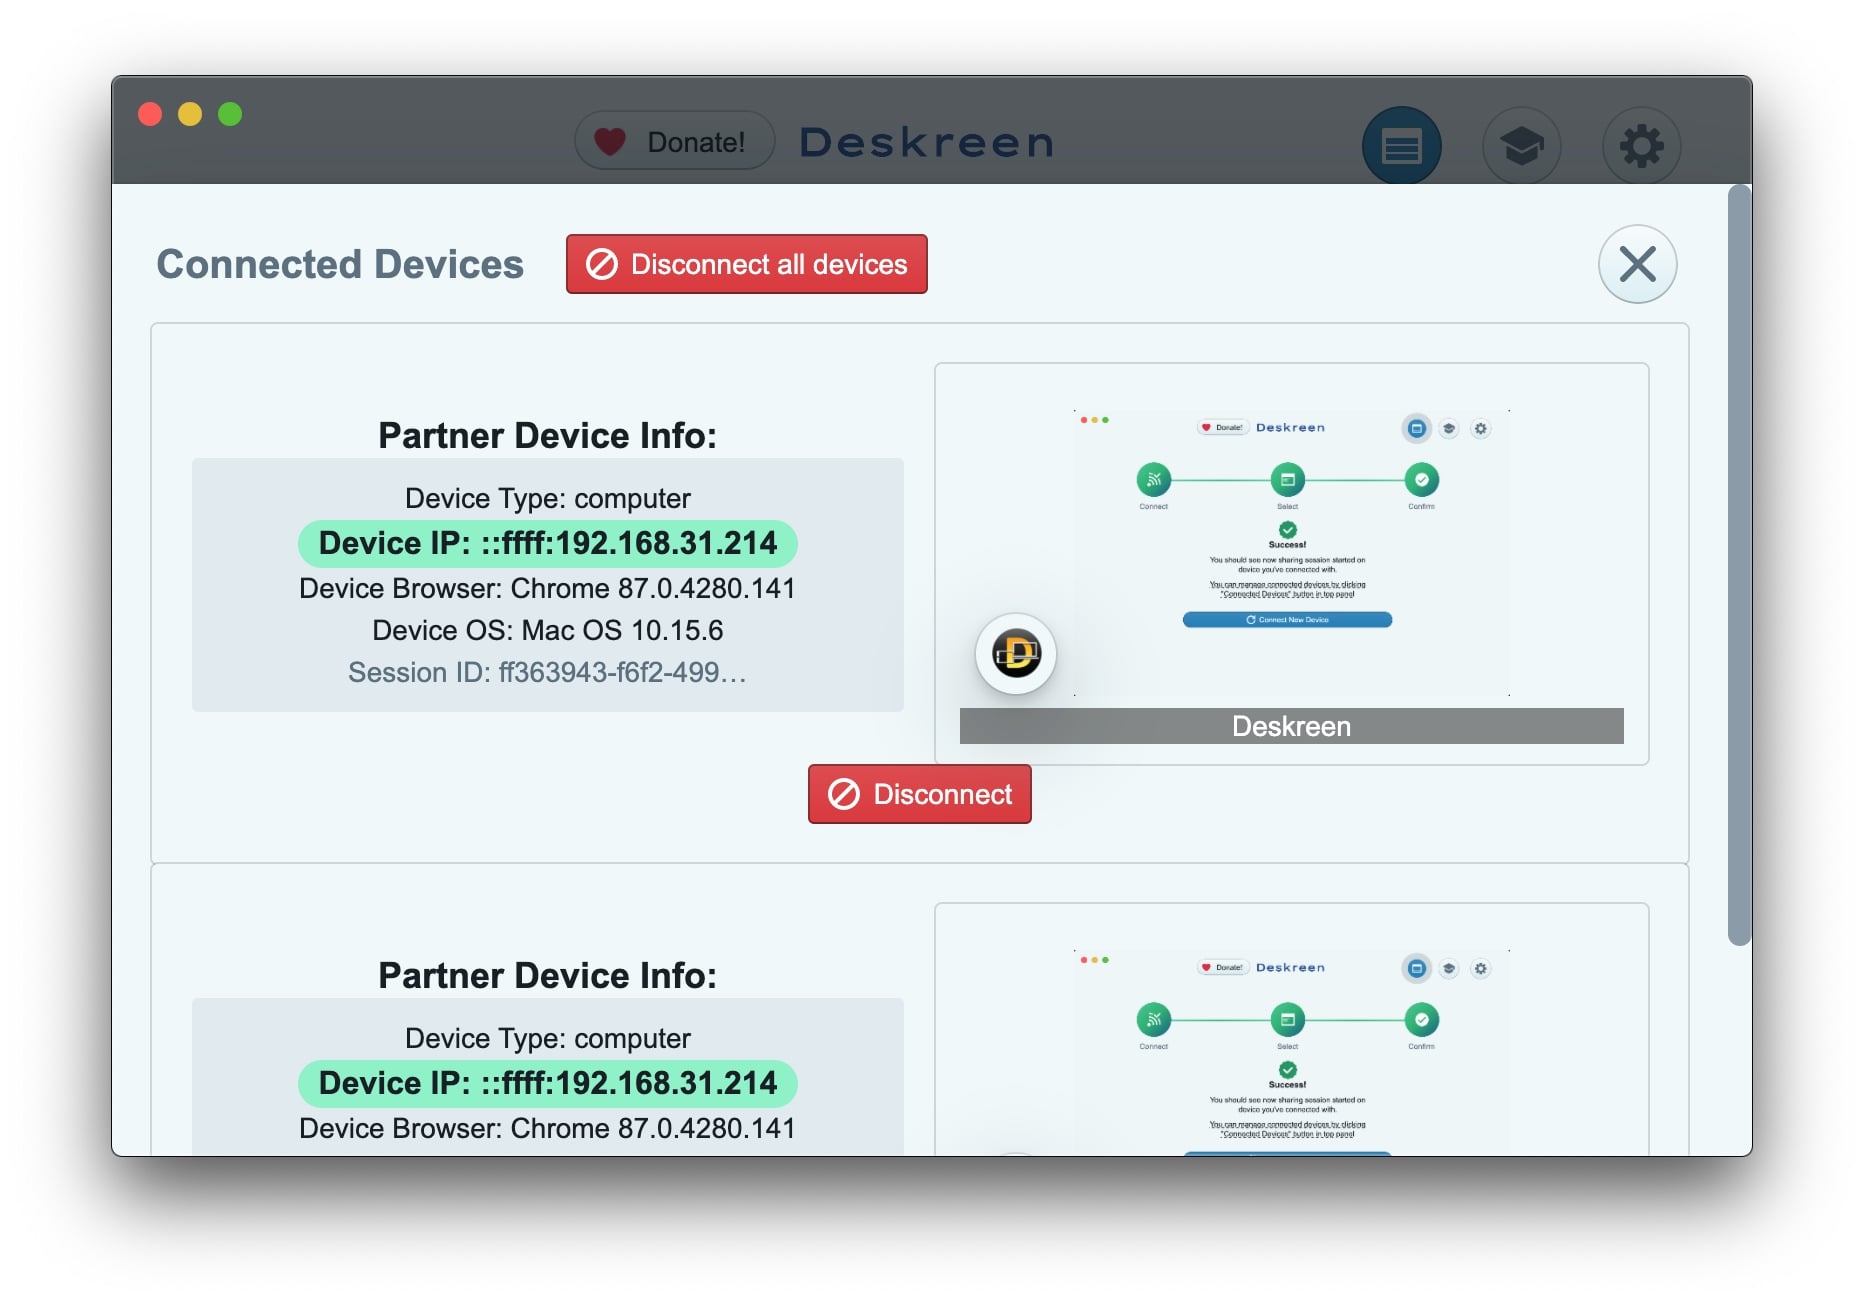 Donate! Deskreen
Connected Devices Disconnect all devices
Partner Device Info:
Device Type: computer
Device IP: ::ffff:192.168.31.214
Device Browser: Chrome 87.0.4280.141
Device OS: Mac OS 10.15.6
Session ID: ff363943-f6f2-499…
Donate! Deskreen
Connect Select Confirm
Success!
You should see now sharing session started on
device you've connected with.
You can manage connected devices by clicking
"Connected Devices" button in top panel
Connect New Device
Deskreen
Disconnect
Partner Device Info:
Device Type: computer
Device IP: ::ffff:192.168.31.214
Device Browser: Chrome 87.0.4280.141
Donate! Deskreen
Connect Select Confirm
Success!
You should see now sharing session started on
device you've connected with.
You can manage connected devices by clicking
"Connected Devices" button in top panel